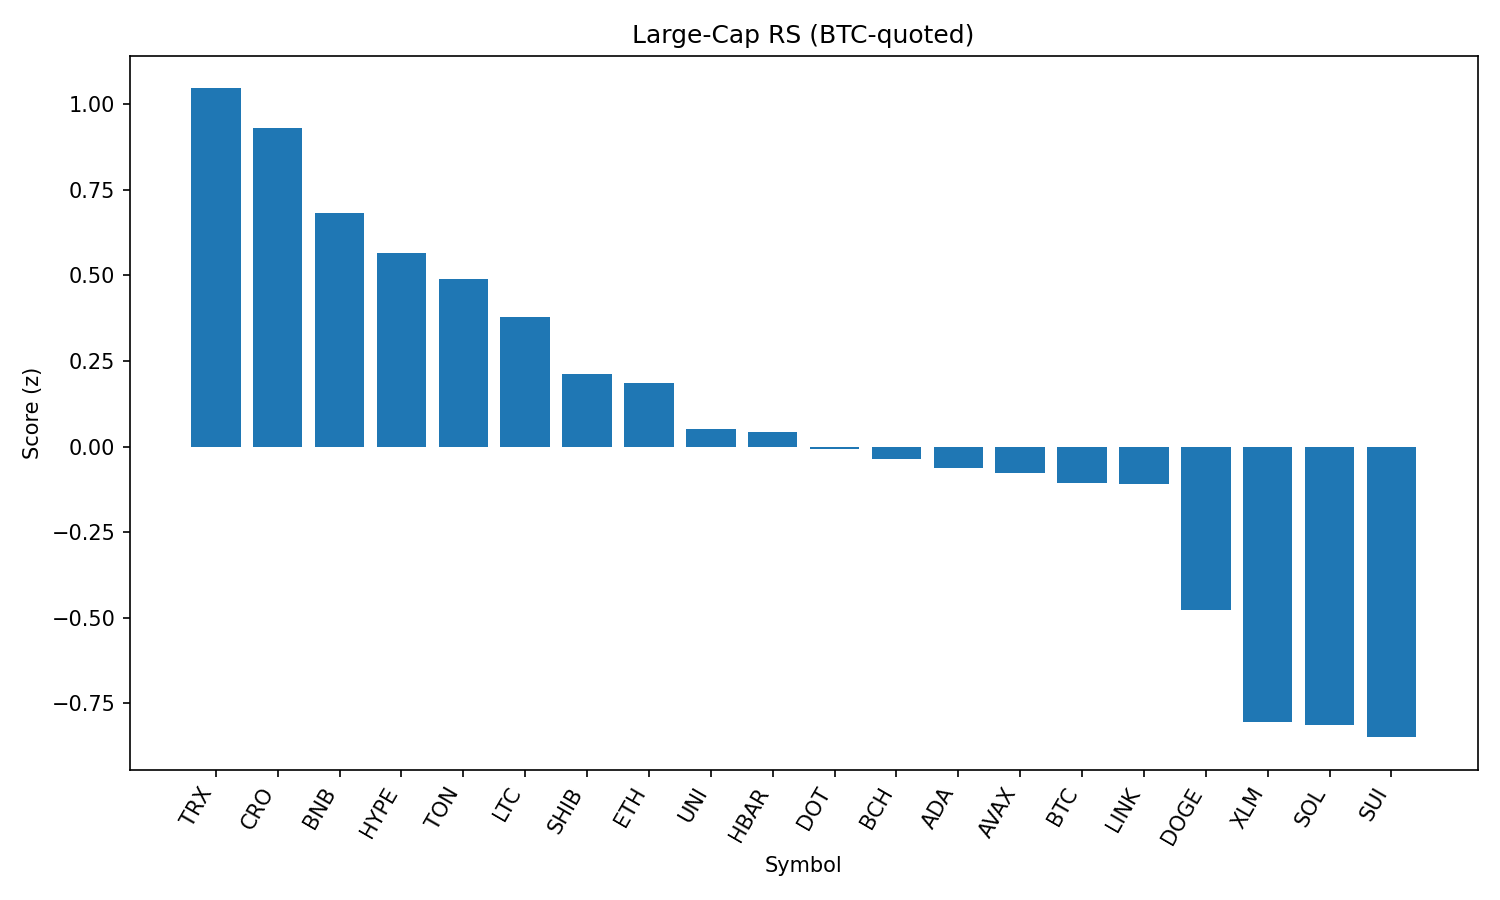 Large-Cap RS (BTC-quoted)
1.00
0.75
0.50
0.25
0.00
−0.25
−0.50
−0.75
Score (z)
TRX
CRO
BNB
HYPE
TON
LTC
SHIB
ETH
UNI
HBAR
DOT
BCH
ADA
AVAX
BTC
LINK
DOGE
XLM
SOL
SUI
Symbol